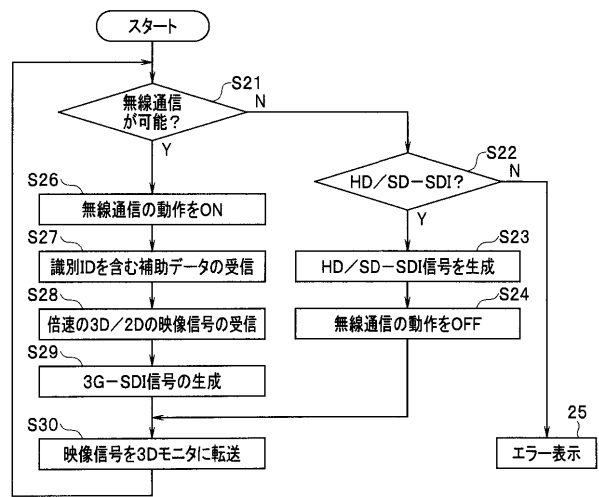 スタート
S21
無線通信
が可能？
N
Y
S22
HD／SD－SDI？
N
Y
S26
無線通信の動作をON
S23
HD／SD－SDI信号を生成
S27
識別IDを含む補助データの受信
S24
無線通信の動作をOFF
S28
倍速の3D／2Dの映像信号の受信
S29
3G－SDI信号の生成
S30
映像信号を3Dモニタに転送
25
エラー表示